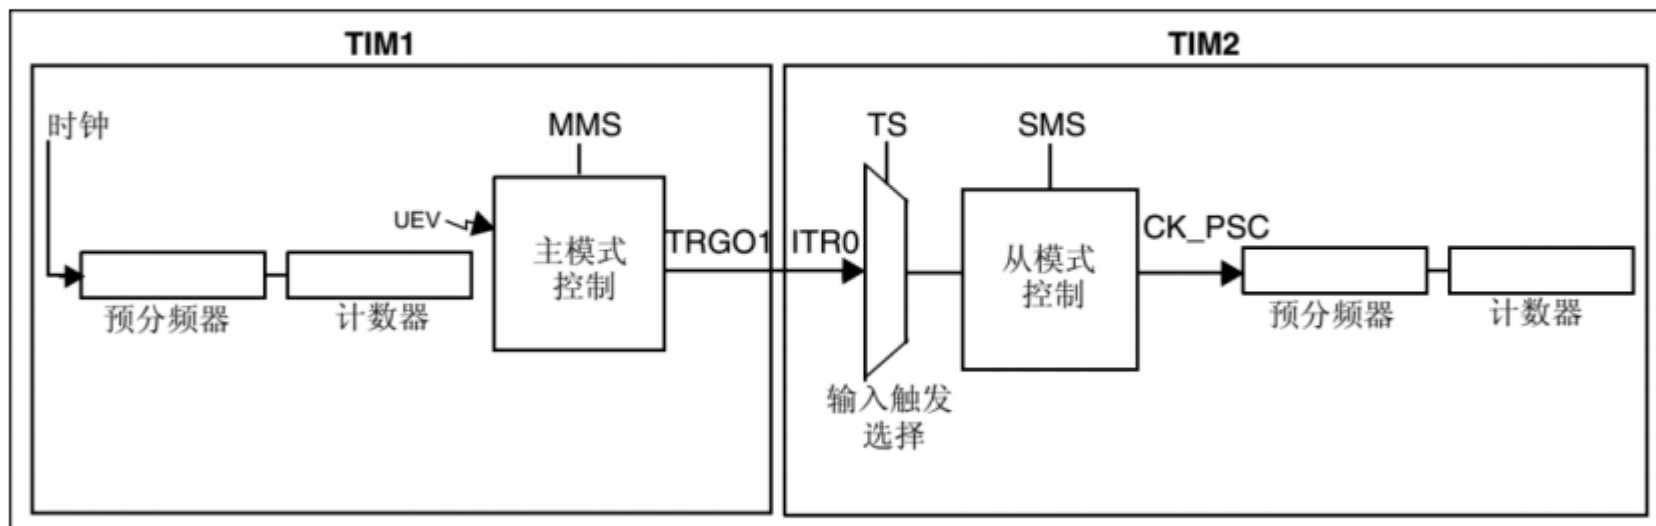 TIM1
TIM2
时钟
MMS
TS
SMS
UEV
主模式
控制
TRGO1
ITR0
从模式
控制
CK_PSC
预分频器
计数器
预分频器
计数器
输入触发
选择